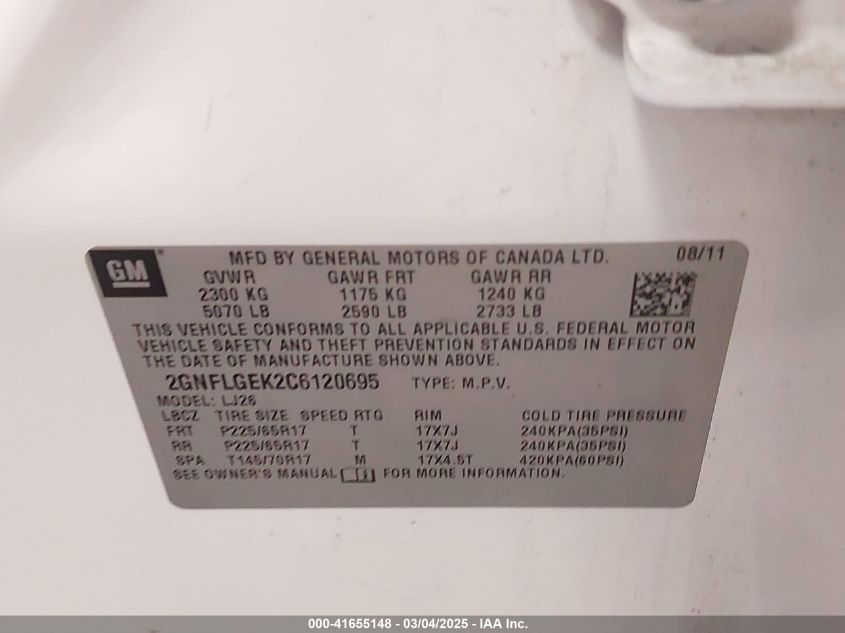 GM
MFD BY GENERAL MOTORS OF CANADA LTD. 08/11
GVWR GAWR FRT GAWR RR
2300 KG 1175 KG 1240 KG
5070 LB 2590 LB 2733 LB
THIS VEHICLE CONFORMS TO ALL APPLICABLE U.S. FEDERAL MOTOR
VEHICLE SAFETY AND THEFT PREVENTION STANDARDS IN EFFECT ON
THE DATE OF MANUFACTURE SHOWN ABOVE.
2GNFLGEK2C6120695 TYPE: M.P.V.
MODEL: LJ26
LBCZ TIRE SIZE SPEED RTG RIM COLD TIRE PRESSURE
FRT P225/65R17 T 17X7J 240KPA(35PSI)
RR P225/65R17 T 17X7J 240KPA(35PSI)
SPA T145/70R17 M 17X4.5T 420KPA(60PSI)
SEE OWNER'S MANUAL FOR MORE INFORMATION.
000-41655148 - 03/04/2025 - IAA Inc.